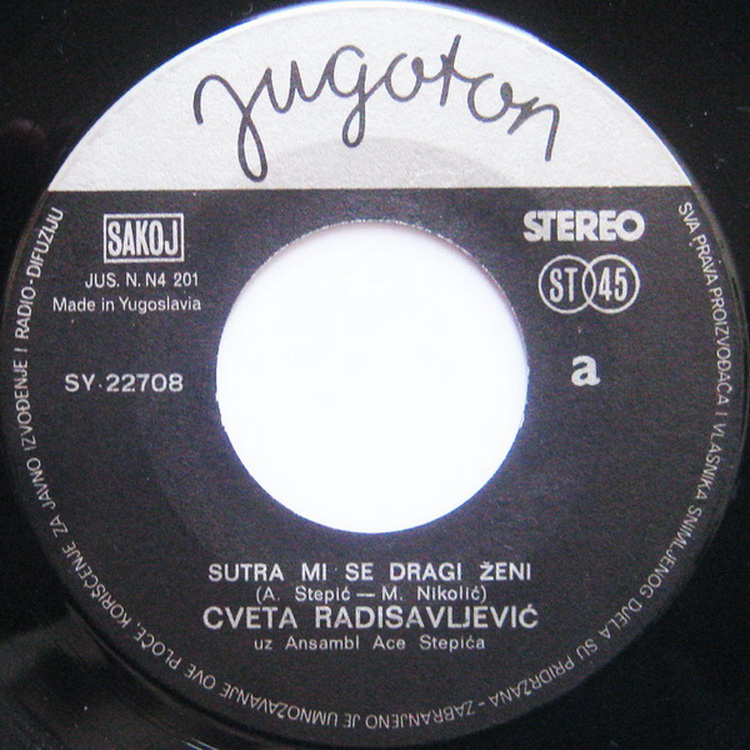 jugoton
SAKOJ
JUS. N. N4 201
Made in Yugoslavia
STEREO
ST 45
SY-22708
a
SUTRA MI SE DRAGI ŽENI
(A. Stepić — M. Nikolić)
CVETA RADISAVLJEVIĆ
uz Ansambl Ace Stepića
SVA PRAVA PROIZVOĐAČA I VLASNIKA SNIMLJENOG DJELA SU PRIDRŽANA - ZABRANJENO JE UMNOŽAVANJE OVE PLOČE, KORIŠĆENJE ZA JAVNO IZVOĐENJE I RADIO-DIFUZIJU